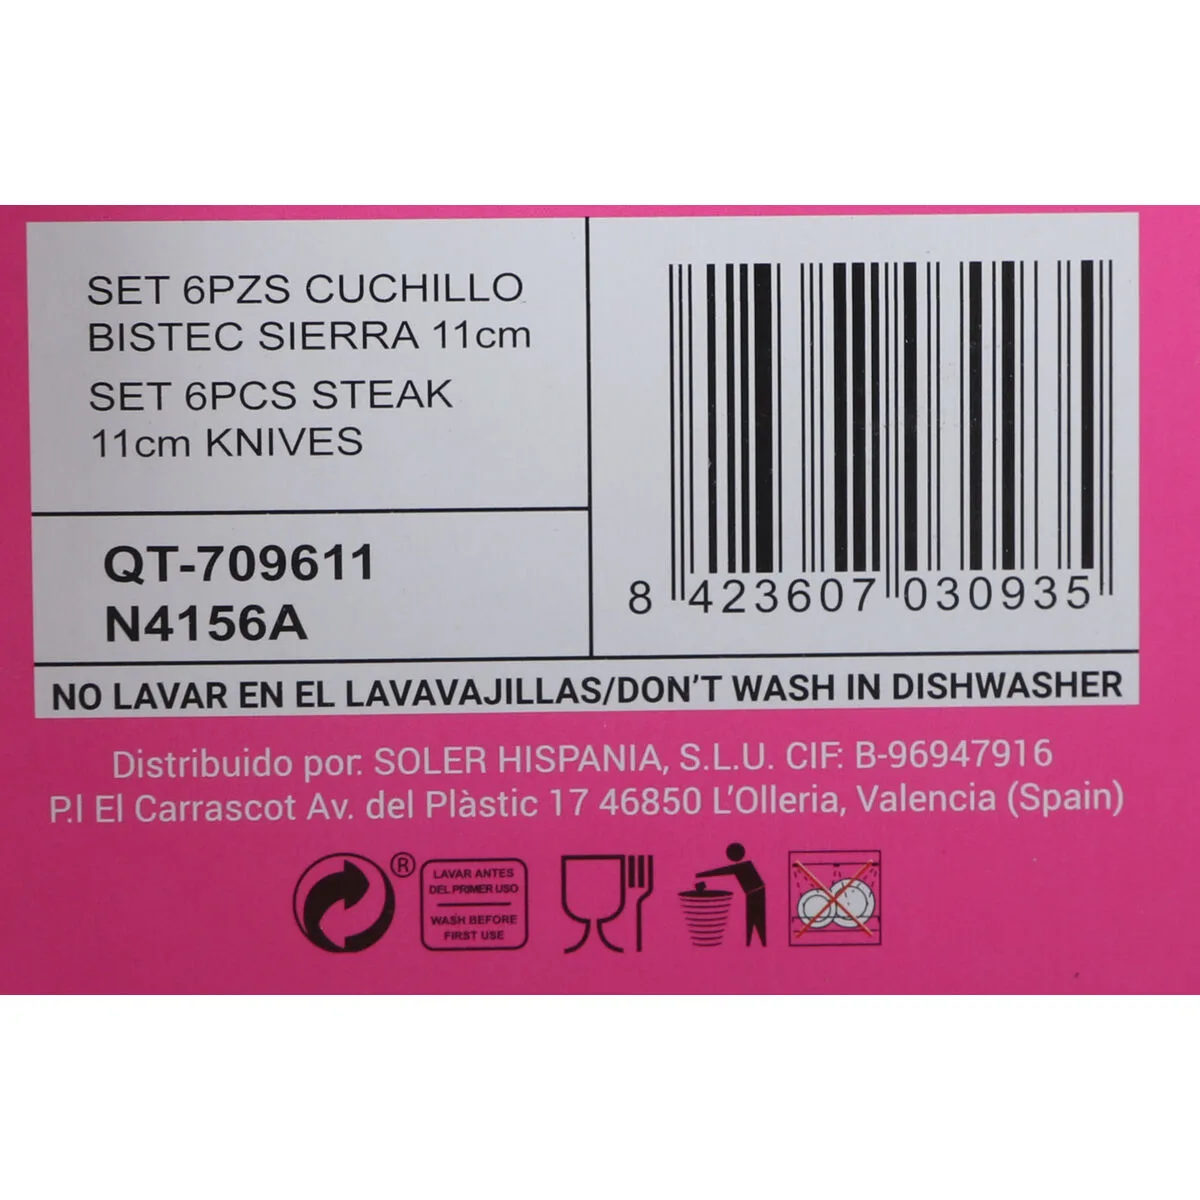 SET 6PZS CUCHILLO
BISTEC SIERRA 11cm
SET 6PCS STEAK
11cm KNIVES
QT-709611
N4156A
8 423607 030935
NO LAVAR EN EL LAVAVAJILLAS/DON'T WASH IN DISHWASHER
Distribuido por: SOLER HISPANIA, S.L.U. CIF: B-96947916
P.I El Carrascot Av. del Plàstic 17 46850 L'Olleria, Valencia (Spain)
®
LAVAR ANTES
DEL PRIMER USO
WASH BEFORE
FIRST USE